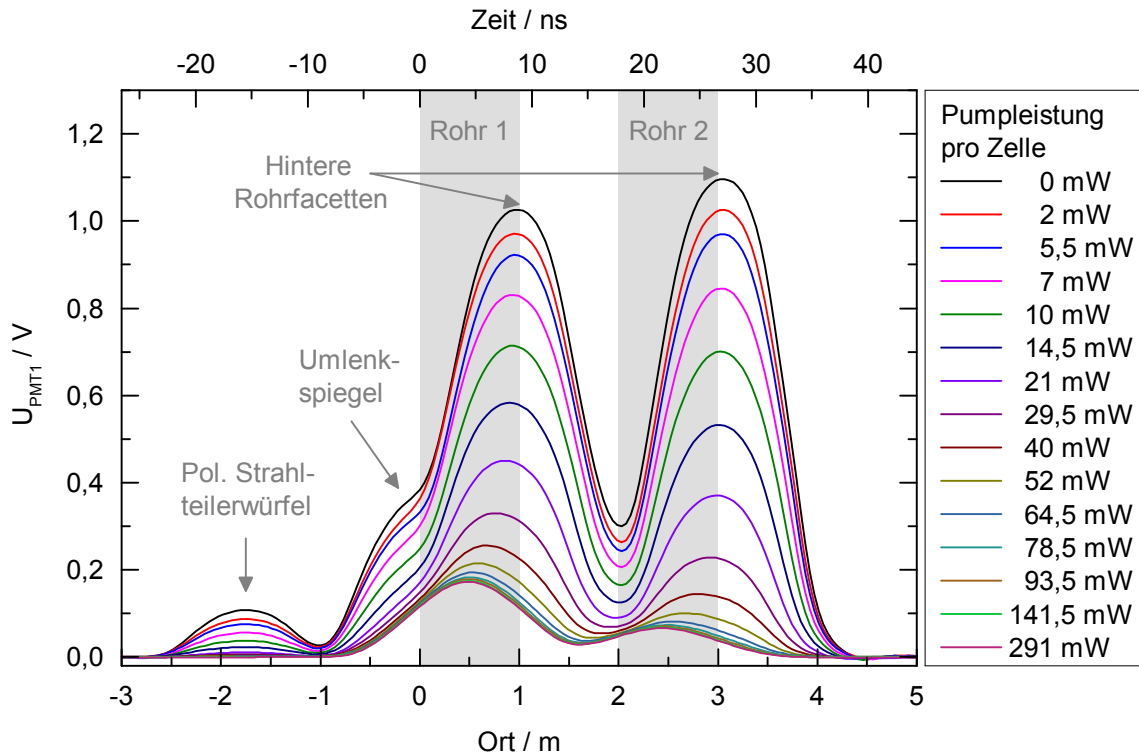 Zeit / ns
-20 -10 0 10 20 30 40
U_PMT1 / V
1,2
1,0
0,8
0,6
0,4
0,2
0,0
Rohr 1
Rohr 2
Hintere
Rohrfacetten
Umlenk-
spiegel
Pol. Strahl-
teilerwürfel
-3 -2 -1 0 1 2 3 4 5
Ort / m
Pumpleistung
pro Zelle
0 mW
2 mW
5,5 mW
7 mW
10 mW
14,5 mW
21 mW
29,5 mW
40 mW
52 mW
64,5 mW
78,5 mW
93,5 mW
141,5 mW
291 mW